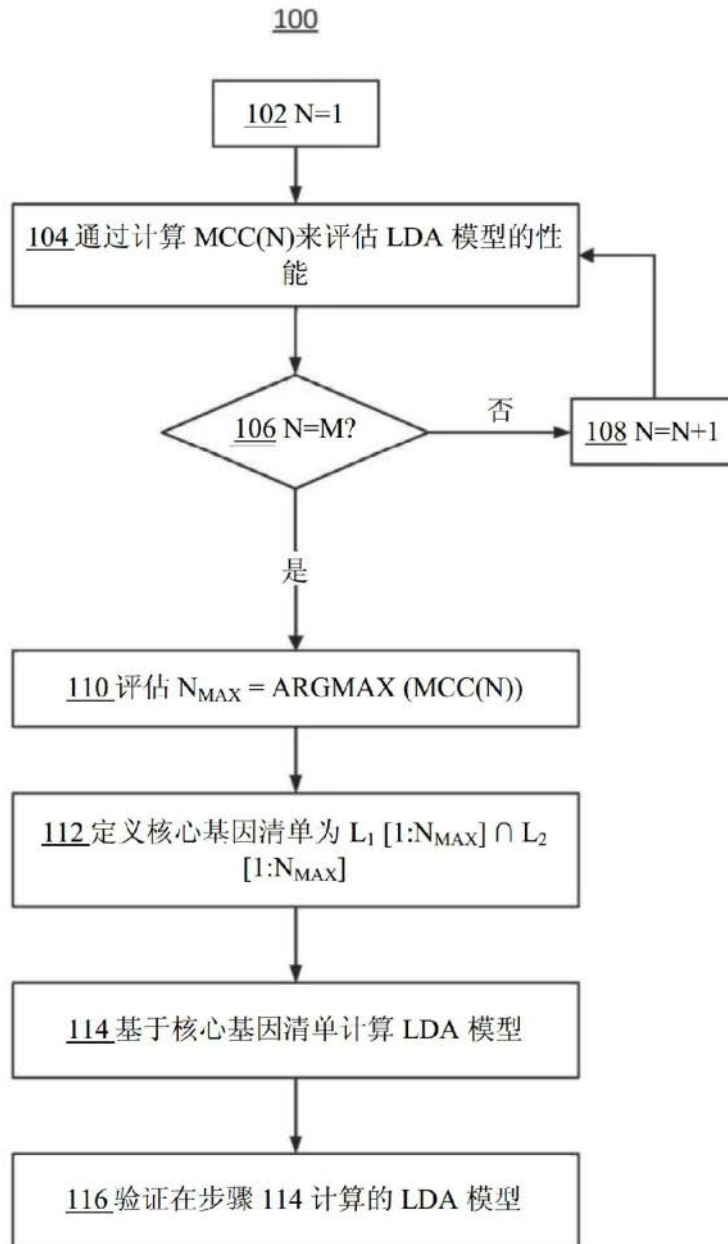 100
102 N=1
104 通过计算 MCC(N)来评估 LDA 模型的性
能
106 N=M?
否
108 N=N+1
是
110 评估 N_MAX = ARGMAX (MCC(N))
112 定义核心基因清单为 L₁ [1:N_MAX] ∩ L₂
[1:N_MAX]
114 基于核心基因清单计算 LDA 模型
116 验证在步骤 114 计算的 LDA 模型